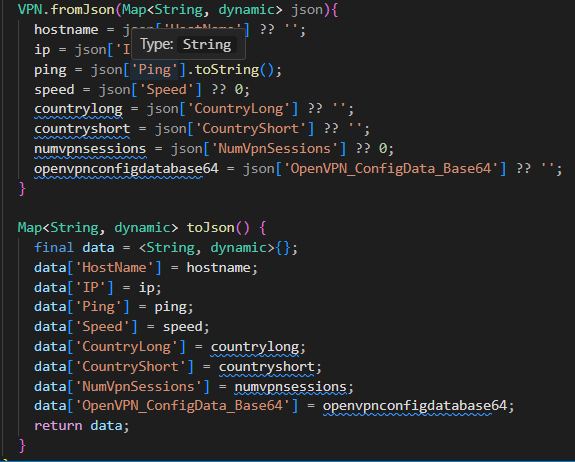 VPN.fromJson(Map<String, dynamic> json){
hostname = json['HostName'] ?? '';
ip = json['I
Type: String
ping = json['Ping'].toString();
speed = json['Speed'] ?? 0;
countrylong = json['CountryLong'] ?? '';
countryshort = json['CountryShort'] ?? '';
numvpnsessions = json['NumVpnSessions'] ?? 0;
openvpnconfigdatabase64 = json['OpenVPN_ConfigData_Base64'] ?? '';
}
Map<String, dynamic> toJson() {
final data = <String, dynamic>{};
data['HostName'] = hostname;
data['IP'] = ip;
data['Ping'] = ping;
data['Speed'] = speed;
data['CountryLong'] = countrylong;
data['CountryShort'] = countryshort;
data['NumVpnSessions'] = numvpnsessions;
data['OpenVPN_ConfigData_Base64'] = openvpnconfigdatabase64;
return data;
}